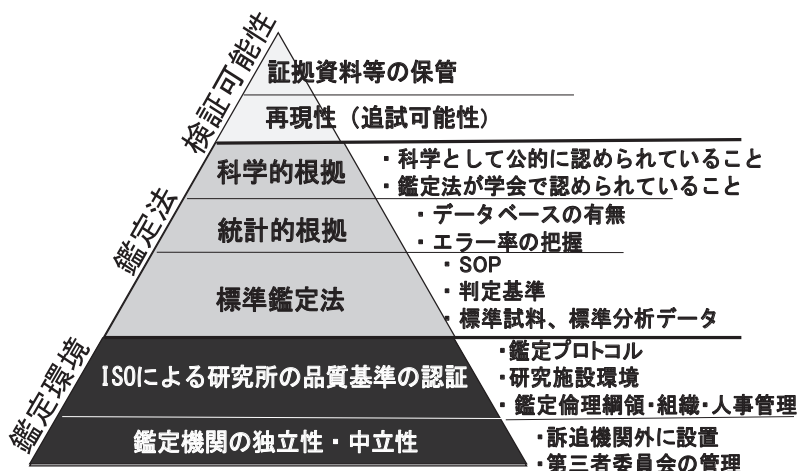 検証可能性
証拠資料等の保管
再現性（追試可能性）
鑑定法
科学的根拠
・科学として公的に認められていること
・鑑定法が学会で認められていること
統計的根拠
・データベースの有無
・エラー率の把握
標準鑑定法
・SOP
・判定基準
・標準試料、標準分析データ
鑑定環境
ISOによる研究所の品質基準の認証
・鑑定プロトコル
・研究施設環境
・鑑定倫理綱領・組織・人事管理
鑑定機関の独立性・中立性
・訴追機関外に設置
・第三者委員会の管理